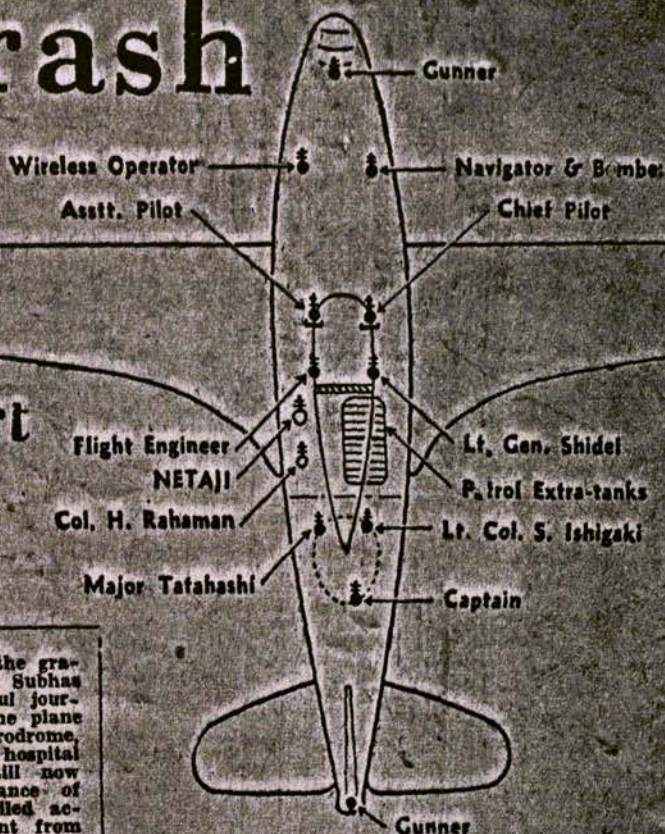 rash
Gunner
Wireless Operator
Navigator & Bombe
Asstt. Pilot
Chief Pilot
rt
Flight Engineer
Lt. Gen. Shidei
NETAJI
Patrol Extra-tanks
Col. H. Rahaman
Lt. Col. S. Ishigaki
Major Tatahashi
Captain
the gra-
Subhas
ul jour-
he plane
rodrome,
hospital
ill now
ance of
lled ac-
nt from
Gunner